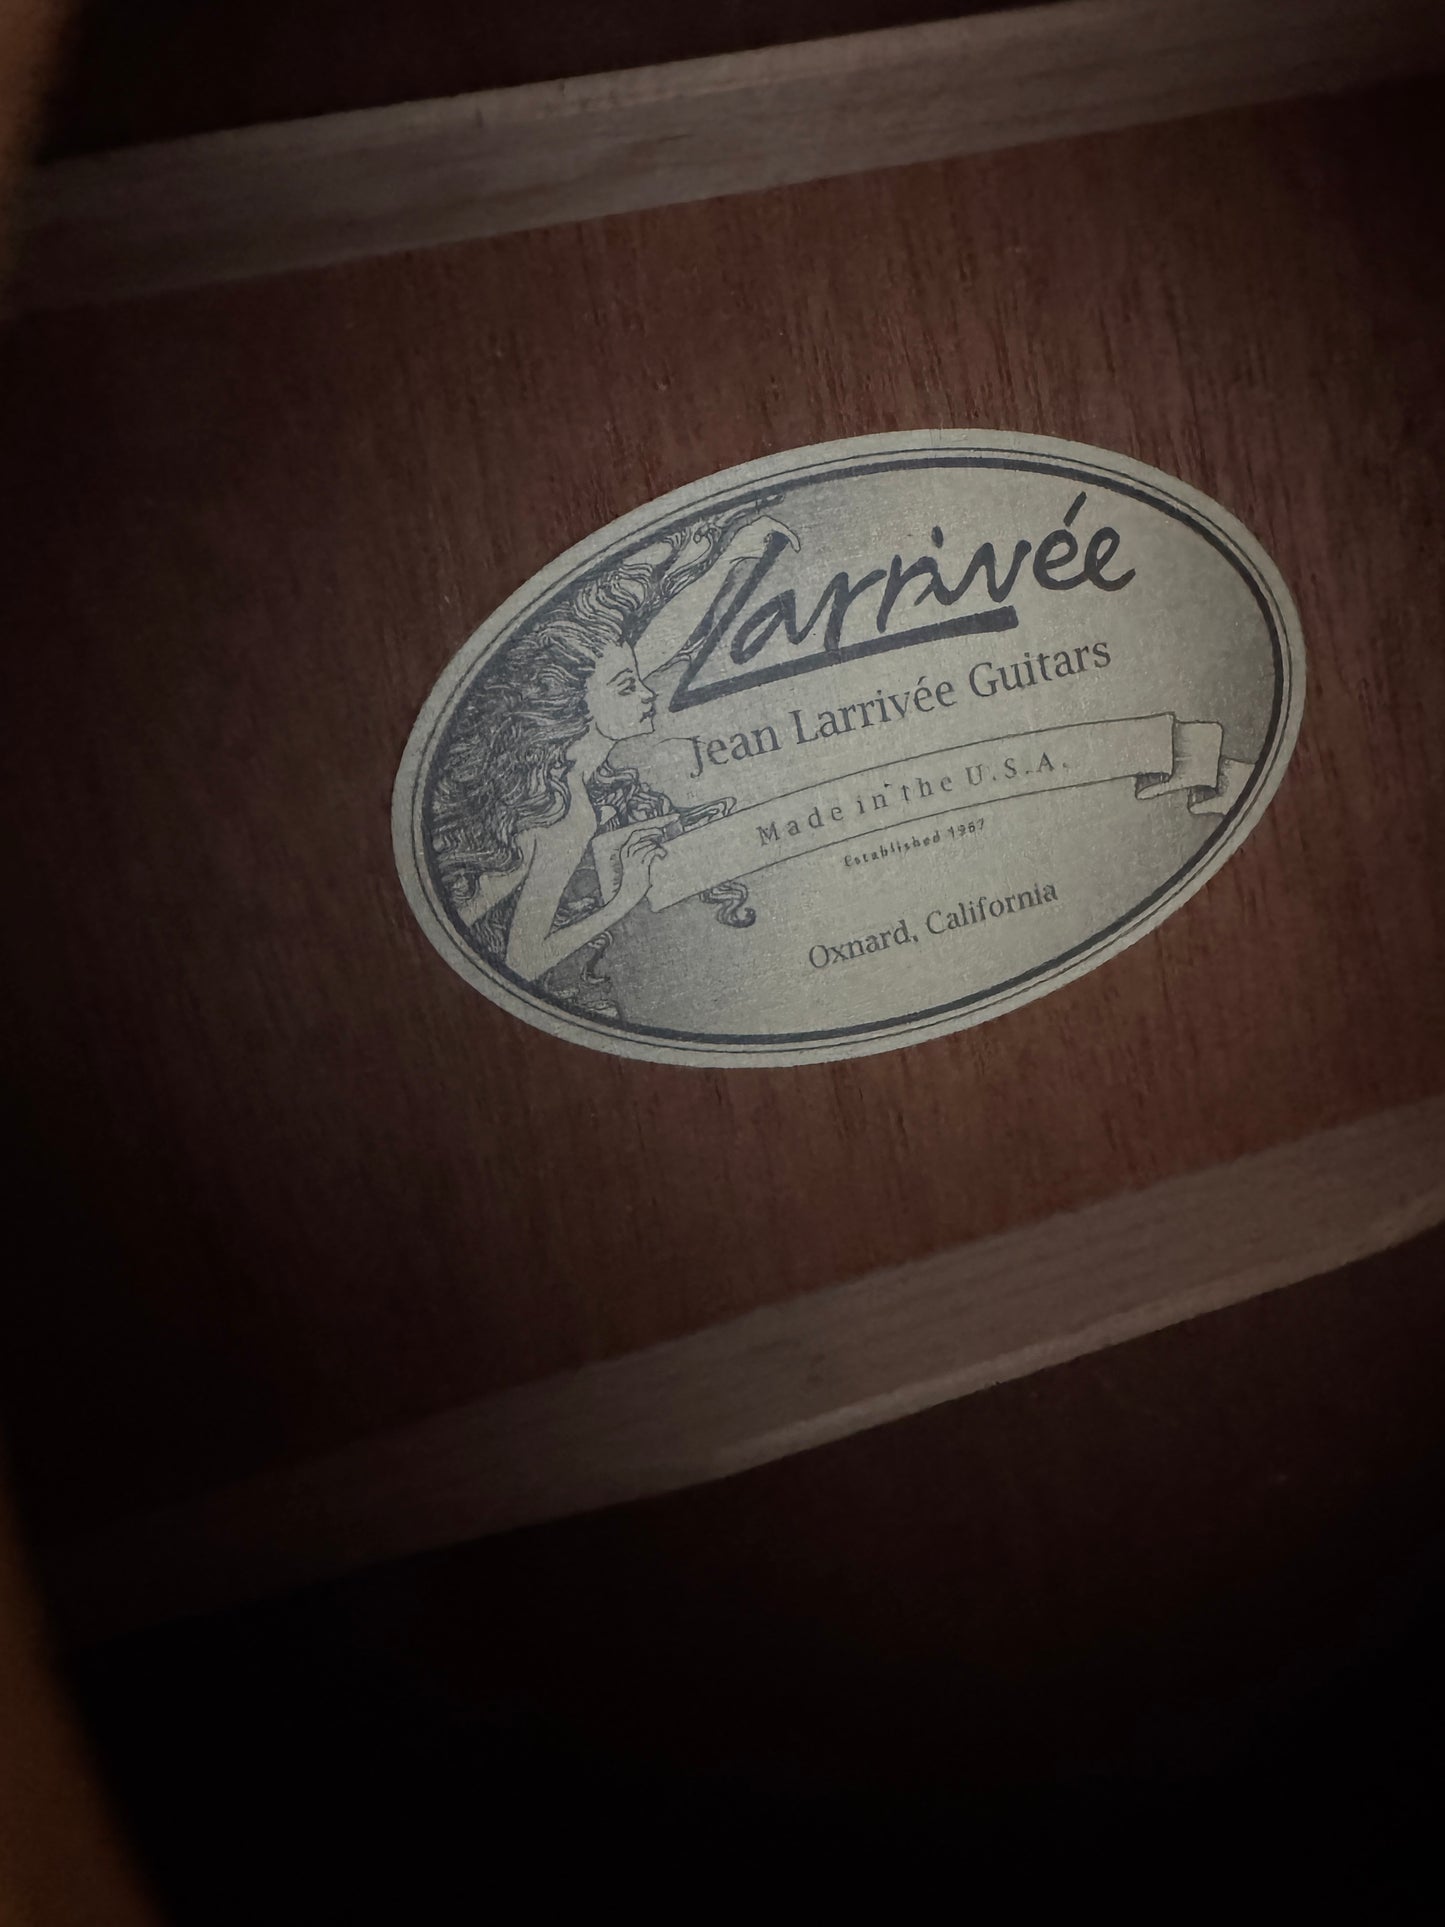 Larrivée
Jean Larrivée Guitars
Made in the U.S.A.
Established 1967
Oxnard, California